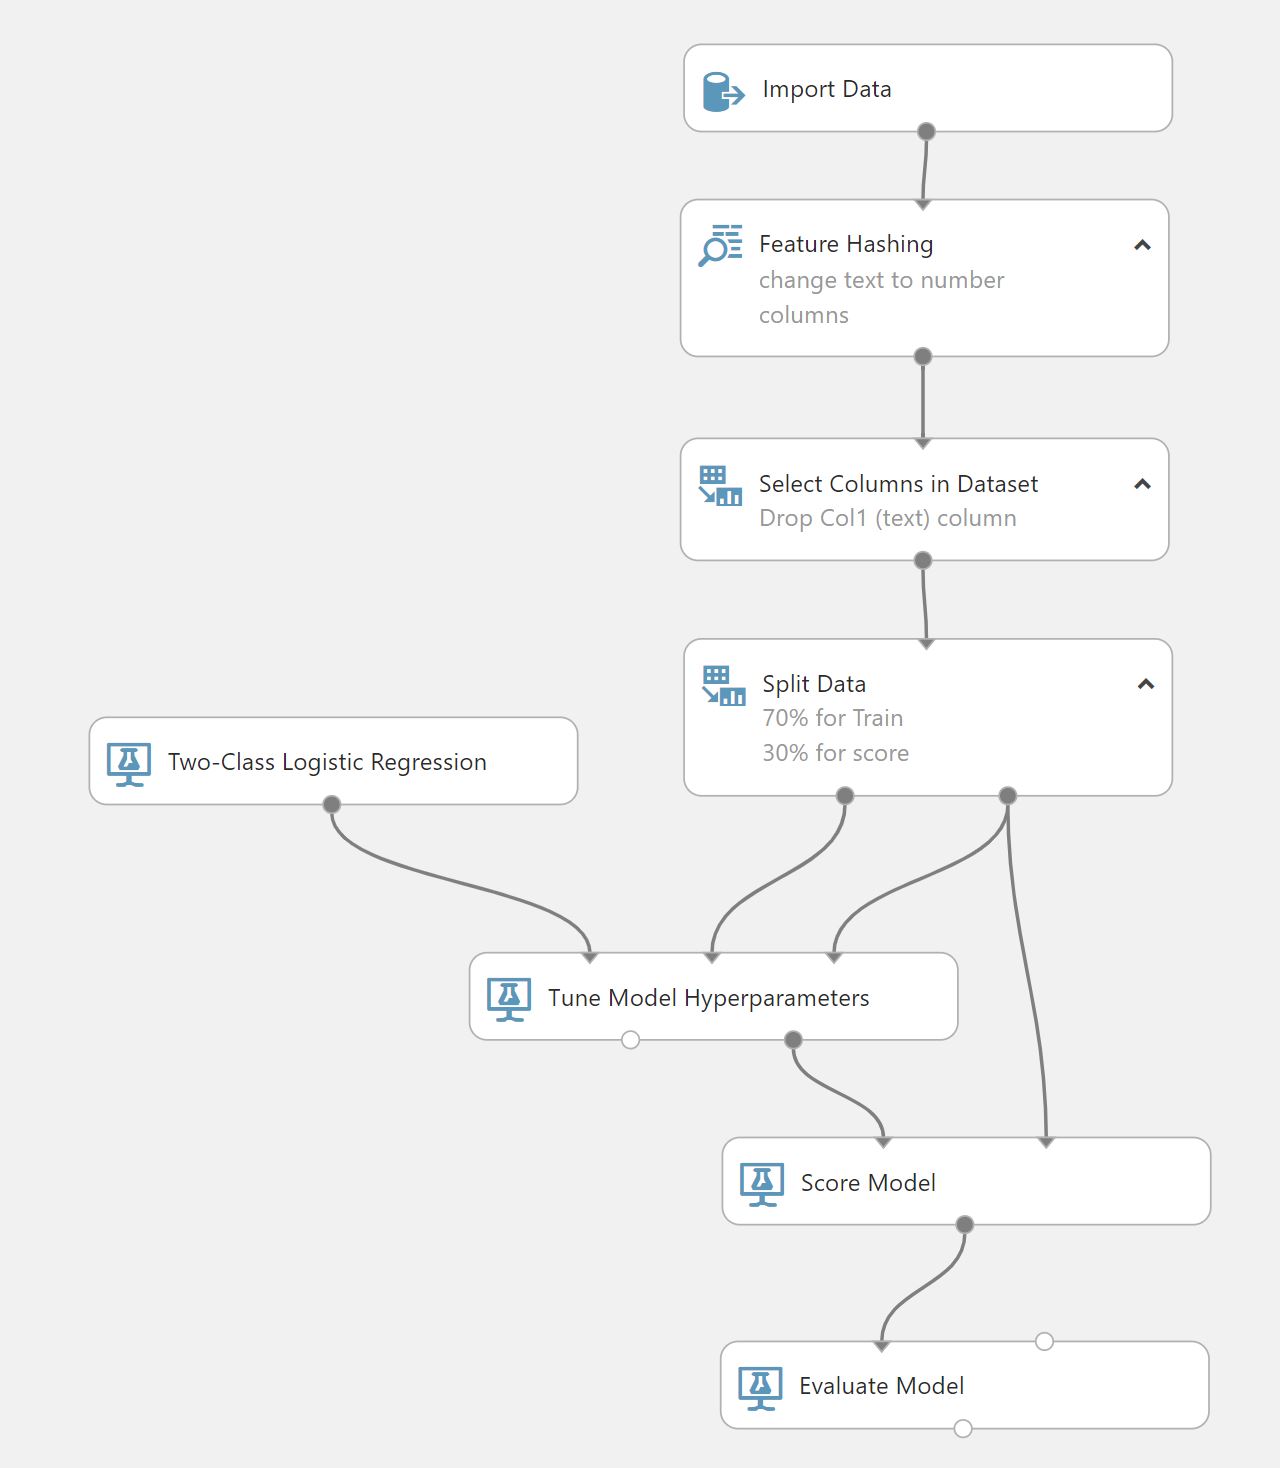 Import Data
Feature Hashing
change text to number
columns
Select Columns in Dataset
Drop Col1 (text) column
Split Data
70% for Train
30% for score
Two-Class Logistic Regression
Tune Model Hyperparameters
Score Model
Evaluate Model